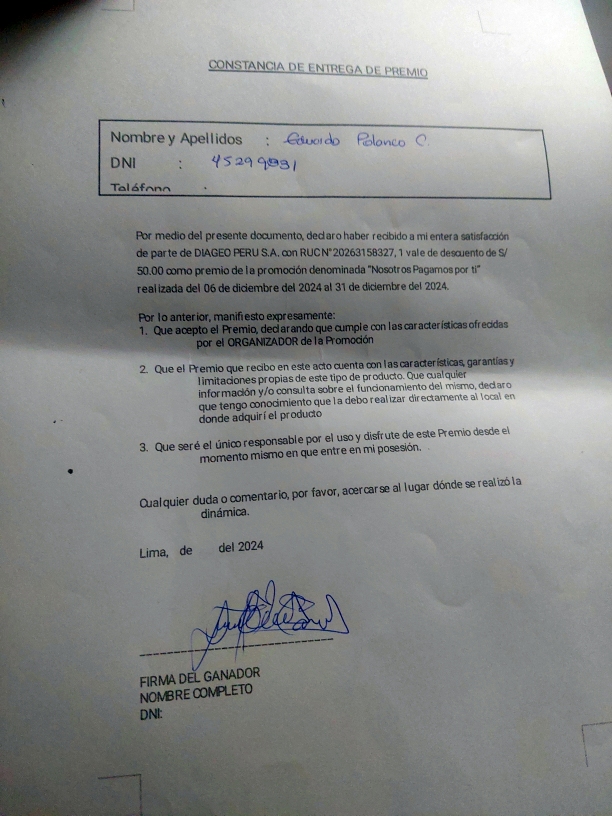 CONSTANCIA DE ENTREGA DE PREMIO
Nombre y Apellidos : Eduardo Polanco C.
DNI : 45299831
Teléfono :
Por medio del presente documento, declaro haber recibido a mi entera satisfacción
de parte de DIAGEO PERU S.A. con RUC N° 20263158327, 1 vale de descuento de S/
50.00 como premio de la promoción denominada "Nosotros Pagamos por ti"
realizada del 06 de diciembre del 2024 al 31 de diciembre del 2024.
Por lo anterior, manifiesto expresamente:
1. Que acepto el Premio, declarando que cumple con las características ofrecidas
por el ORGANIZADOR de la Promoción
2. Que el Premio que recibo en este acto cuenta con las características, garantías y
limitaciones propias de este tipo de producto. Que cualquier
información y/o consulta sobre el funcionamiento del mismo, declaro
que tengo conocimiento que la debo realizar directamente al local en
donde adquirí el producto
3. Que seré el único responsable por el uso y disfrute de este Premio desde el
momento mismo en que entre en mi posesión.
Cualquier duda o comentario, por favor, acercarse al lugar dónde se realizó la
dinámica.
Lima, de del 2024
FIRMA DEL GANADOR
NOMBRE COMPLETO
DNI: